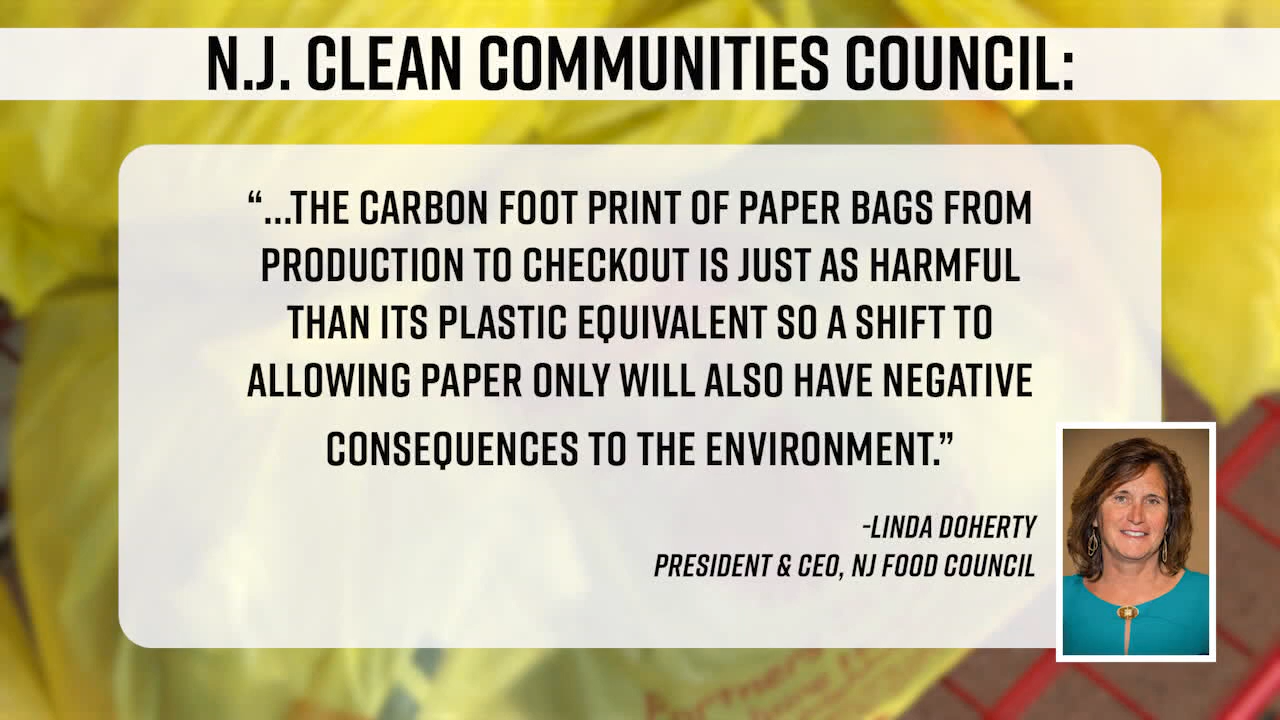 N.J. CLEAN COMMUNITIES COUNCIL:
“...THE CARBON FOOT PRINT OF PAPER BAGS FROM
PRODUCTION TO CHECKOUT IS JUST AS HARMFUL
THAN ITS PLASTIC EQUIVALENT SO A SHIFT TO
ALLOWING PAPER ONLY WILL ALSO HAVE NEGATIVE
CONSEQUENCES TO THE ENVIRONMENT.”
-LINDA DOHERTY
PRESIDENT & CEO, NJ FOOD COUNCIL